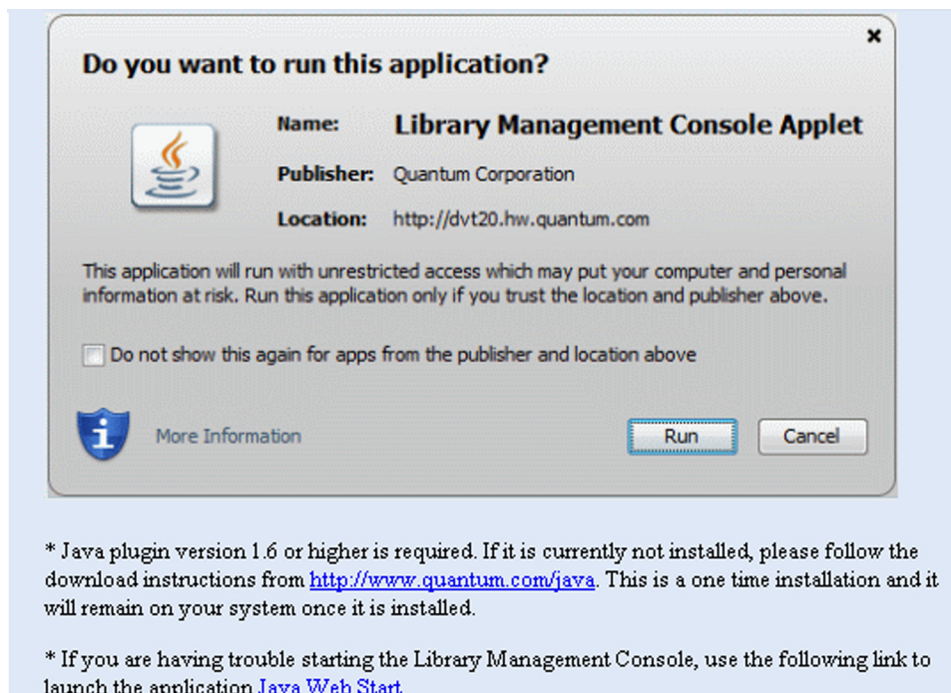 Do you want to run this application?
Name: Library Management Console Applet
Publisher: Quantum Corporation
Location: http://dvt20.hw.quantum.com
This application will run with unrestricted access which may put your computer and personal
information at risk. Run this application only if you trust the location and publisher above.
Do not show this again for apps from the publisher and location above
More Information
Run Cancel
* Java plugin version 1.6 or higher is required. If it is currently not installed, please follow the
download instructions from http://www.quantum.com/java. This is a one time installation and it
will remain on your system once it is installed.
* If you are having trouble starting the Library Management Console, use the following link to
launch the application Java Web Start